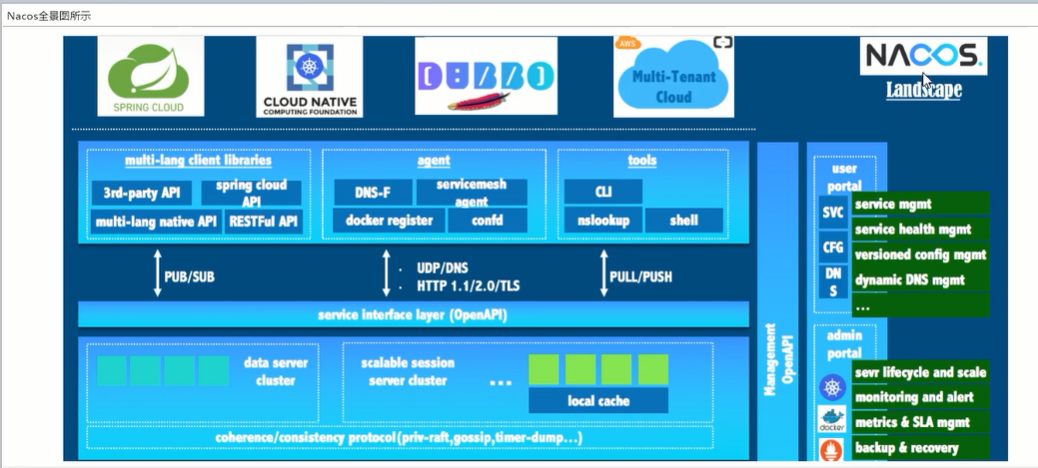 Nacos全景图所示
SPRING CLOUD
CLOUD NATIVE
COMPUTING FOUNDATION
DUBBO
AWS
Multi-Tenant
Cloud
NACOS.
Landscape
multi-lang client libraries
3rd-party API
spring cloud
API
multi-lang native API
RESTFul API
agent
DNS-F
servicemesh
agent
docker register
confd
tools
CLI
nslookup
shell
PUB/SUB
· UDP/DNS
· HTTP 1.1/2.0/TLS
PULL/PUSH
service interface layer (OpenAPI)
data server
cluster
scalable session
server cluster
...
local cache
coherence/consistency protocol(priv-raft,gossip,timer-dump...)
Management
OpenAPI
user
portal
SVC
CFG
DN
S
service mgmt
service health mgmt
versioned config mgmt
dynamic DNS mgmt
...
admin
portal
docker
sevr lifecycle and scale
monitoring and alert
metrics & SLA mgmt
backup & recovery